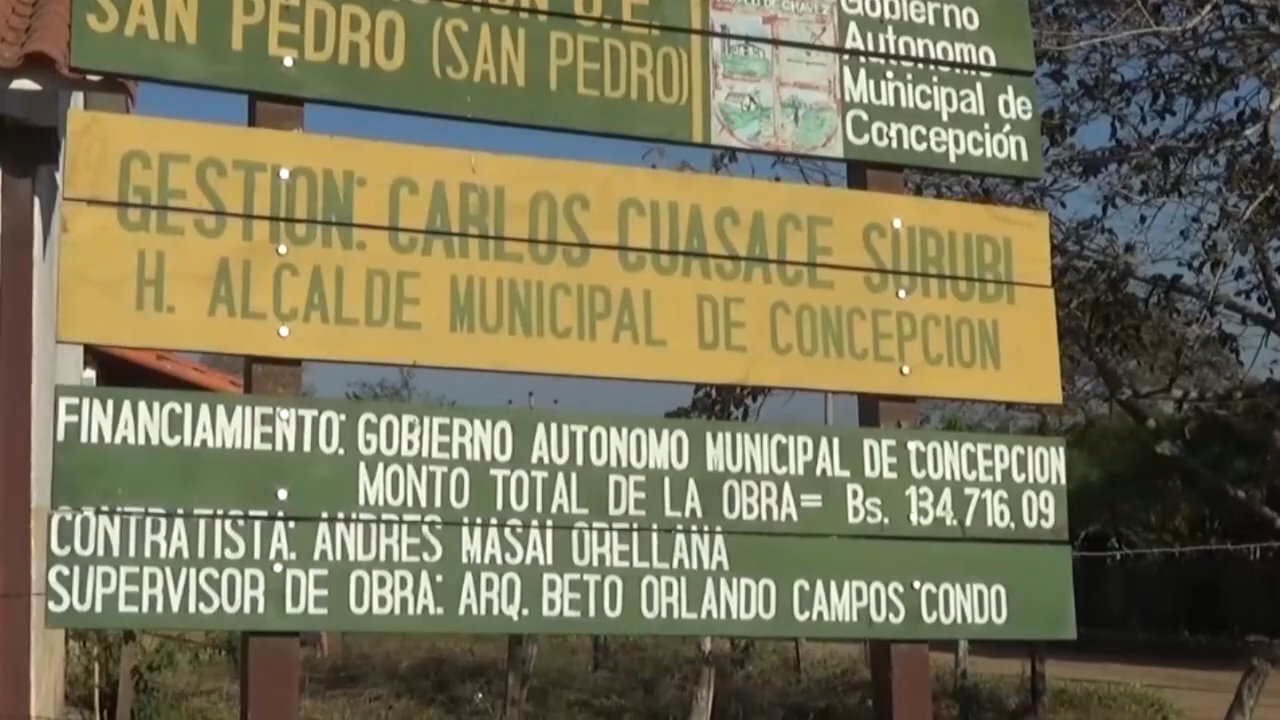 U.E.
SAN PEDRO (SAN PEDRO)
DE CHAVEZ
Gobierno
Autonomo
Municipal de
Concepción
GESTION: CARLOS CUASACE SURUBI
H. ALCALDE MUNICIPAL DE CONCEPCION
FINANCIAMIENTO: GOBIERNO AUTONOMO MUNICIPAL DE CONCEPCION
MONTO TOTAL DE LA OBRA= Bs. 134.716,09
CONTRATISTA: ANDRES MASAI ORELLANA
SUPERVISOR DE OBRA: ARQ. BETO ORLANDO CAMPOS CONDO